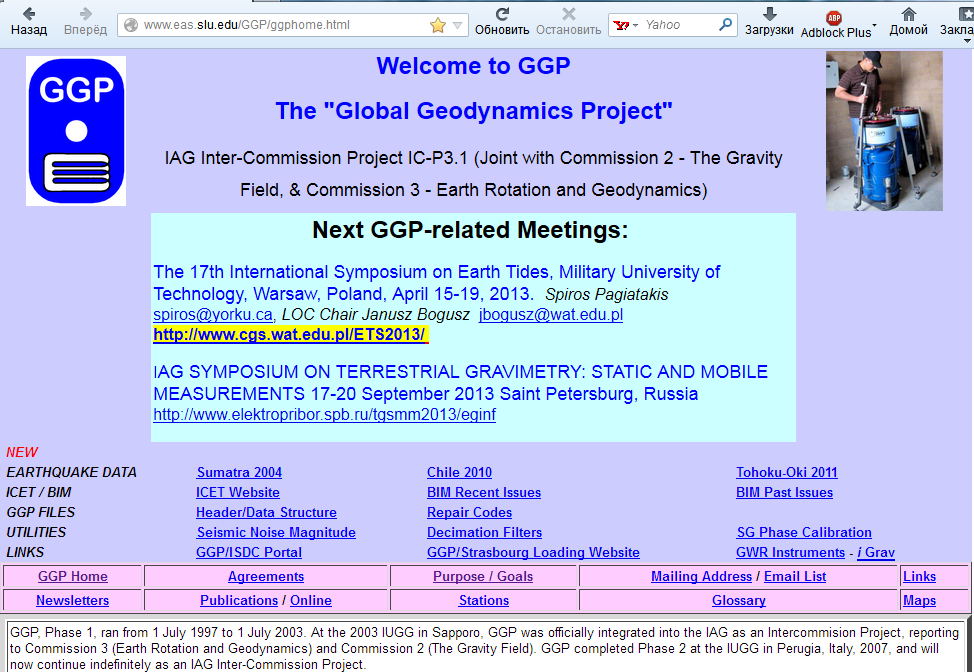 Назад
Вперёд
www.eas.slu.edu/GGP/ggphome.html
Обновить
Остановить
Yahoo
Загрузки
ABP
Adblock Plus
Домой
Закла
GGP
Welcome to GGP
The "Global Geodynamics Project"
IAG Inter-Commission Project IC-P3.1 (Joint with Commission 2 - The Gravity
Field, & Commission 3 - Earth Rotation and Geodynamics)
Next GGP-related Meetings:
The 17th International Symposium on Earth Tides, Military University of
Technology, Warsaw, Poland, April 15-19, 2013. Spiros Pagiatakis
spiros@yorku.ca, LOC Chair Janusz Bogusz jbogusz@wat.edu.pl
http://www.cgs.wat.edu.pl/ETS2013/
IAG SYMPOSIUM ON TERRESTRIAL GRAVIMETRY: STATIC AND MOBILE
MEASUREMENTS 17-20 September 2013 Saint Petersburg, Russia
http://www.elektropribor.spb.ru/tgsmm2013/eginf
NEW
EARTHQUAKE DATA Sumatra 2004 Chile 2010 Tohoku-Oki 2011
ICET / BIM ICET Website BIM Recent Issues BIM Past Issues
GGP FILES Header/Data Structure Repair Codes
UTILITIES Seismic Noise Magnitude Decimation Filters SG Phase Calibration
LINKS GGP/ISDC Portal GGP/Strasbourg Loading Website GWR Instruments - i Grav
GGP Home Agreements Purpose / Goals Mailing Address / Email List Links
Newsletters Publications / Online Stations Glossary Maps
GGP, Phase 1, ran from 1 July 1997 to 1 July 2003. At the 2003 IUGG in Sapporo, GGP was officially integrated into the IAG as an Intercommision Project, reporting
to Commission 3 (Earth Rotation and Geodynamics) and Commission 2 (The Gravity Field). GGP completed Phase 2 at the IUGG in Perugia, Italy, 2007, and will
now continue indefinitely as an IAG Inter-Commission Project.